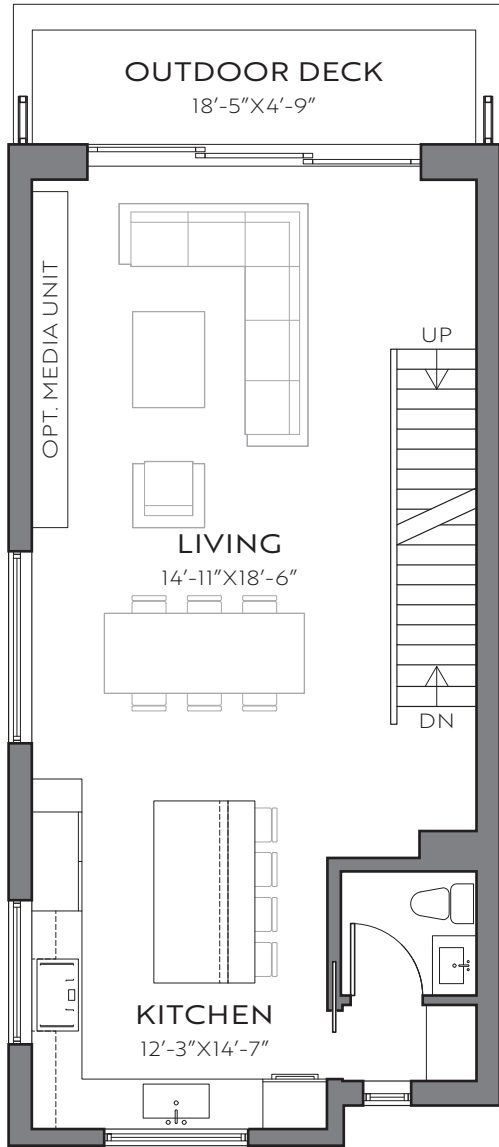 OUTDOOR DECK
18′-5″X4′-9″
OPT. MEDIA UNIT
UP
LIVING
14′-11″X18′-6″
DN
KITCHEN
12′-3″X14′-7″